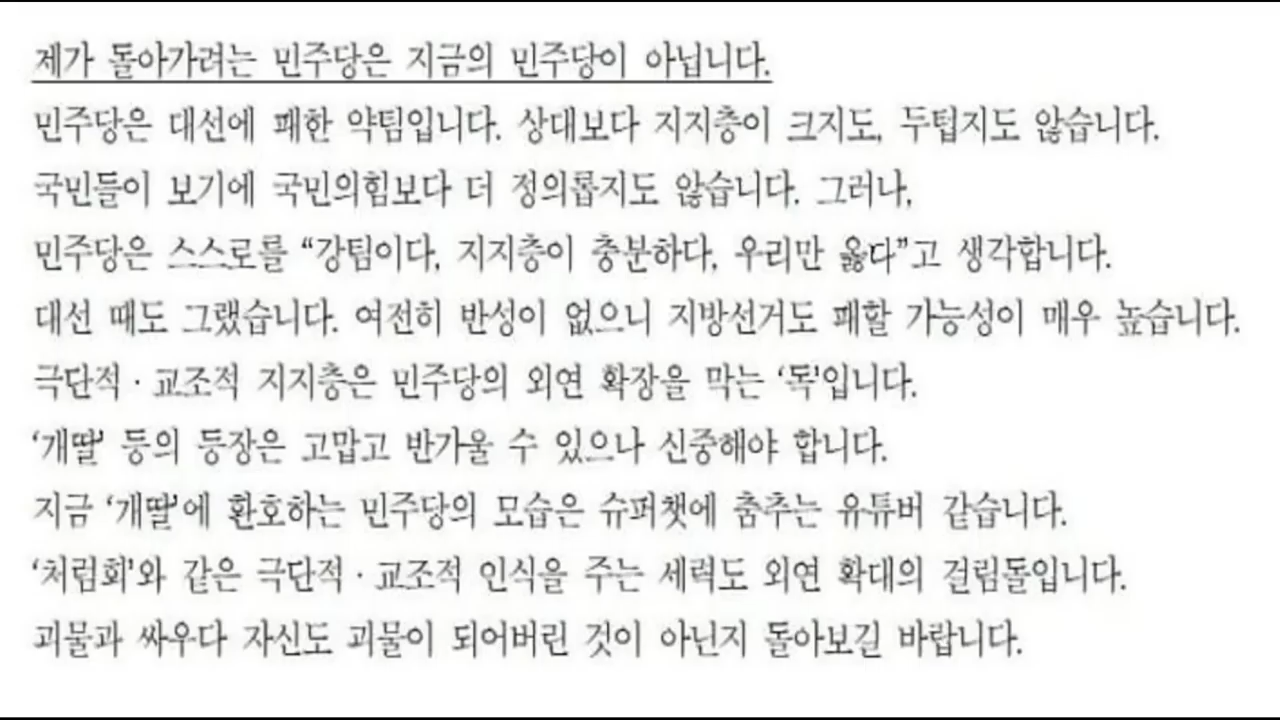 제가 돌아가려는 민주당은 지금의 민주당이 아닙니다.
민주당은 대선에 패한 약팀입니다. 상대보다 지지층이 크지도, 두텁지도 않습니다.
국민들이 보기에 국민의힘보다 더 정의롭지도 않습니다. 그러나,
민주당은 스스로를 “강팀이다, 지지층이 충분하다, 우리만 옳다”고 생각합니다.
대선 때도 그랬습니다. 여전히 반성이 없으니 지방선거도 패할 가능성이 매우 높습니다.
극단적·교조적 지지층은 민주당의 외연 확장을 막는 ‘독’입니다.
‘개딸’ 등의 등장은 고맙고 반가울 수 있으나 신중해야 합니다.
지금 ‘개딸’에 환호하는 민주당의 모습은 슈퍼챗에 춤추는 유튜버 같습니다.
‘처럼회’와 같은 극단적·교조적 인식을 주는 세력도 외연 확대의 걸림돌입니다.
괴물과 싸우다 자신도 괴물이 되어버린 것이 아닌지 돌아보길 바랍니다.